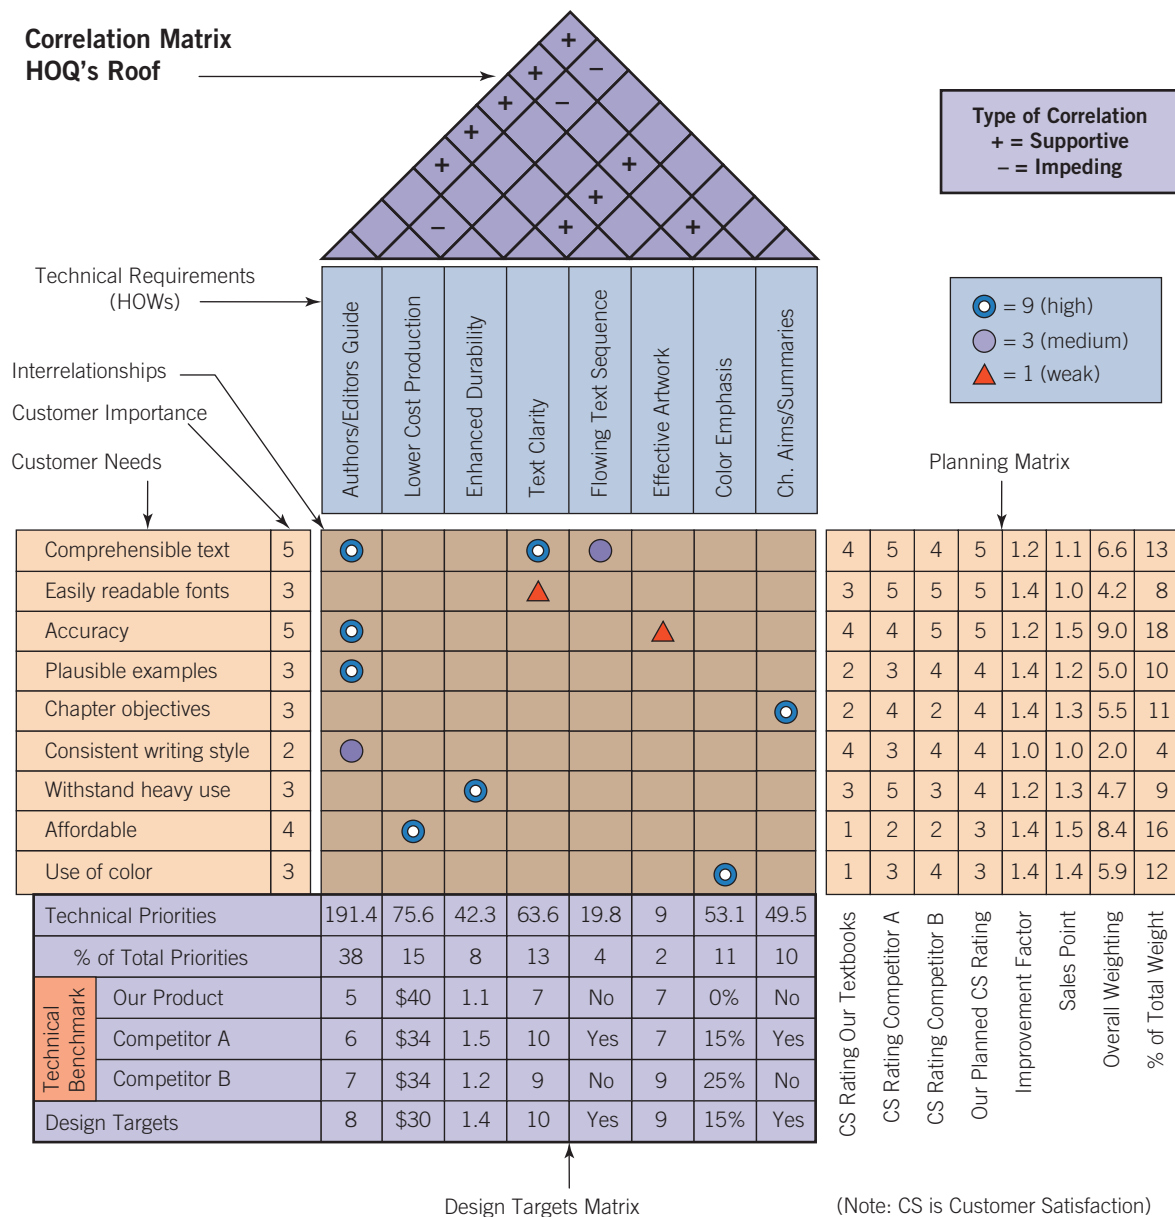 Correlation Matrix
HOQ's Roof
+
+ –
+ –
+
+ +
+
– + +
Type of Correlation
+ = Supportive
– = Impeding
Technical Requirements
(HOWs)
= 9 (high)
= 3 (medium)
= 1 (weak)
Interrelationships
Customer Importance
Customer Needs
Planning Matrix
Authors/Editors Guide
Lower Cost Production
Enhanced Durability
Text Clarity
Flowing Text Sequence
Effective Artwork
Color Emphasis
Ch. Aims/Summaries
Comprehensible text 5 4 5 4 5 1.2 1.1 6.6 13
Easily readable fonts 3 3 5 5 5 1.4 1.0 4.2 8
Accuracy 5 4 4 5 5 1.2 1.5 9.0 18
Plausible examples 3 2 3 4 4 1.4 1.2 5.0 10
Chapter objectives 3 2 4 2 4 1.4 1.3 5.5 11
Consistent writing style 2 4 3 4 4 1.0 1.0 2.0 4
Withstand heavy use 3 3 5 3 4 1.2 1.3 4.7 9
Affordable 4 1 2 2 3 1.4 1.5 8.4 16
Use of color 3 1 3 4 3 1.4 1.4 5.9 12
Technical Priorities 191.4 75.6 42.3 63.6 19.8 9 53.1 49.5
% of Total Priorities 38 15 8 13 4 2 11 10
Technical
Benchmark
Our Product 5 $40 1.1 7 No 7 0% No
Competitor A 6 $34 1.5 10 Yes 7 15% Yes
Competitor B 7 $34 1.2 9 No 9 25% No
Design Targets 8 $30 1.4 10 Yes 9 15% Yes
CS Rating Our Textbooks
CS Rating Competitor A
CS Rating Competitor B
Our Planned CS Rating
Improvement Factor
Sales Point
Overall Weighting
% of Total Weight
Design Targets Matrix
(Note: CS is Customer Satisfaction)